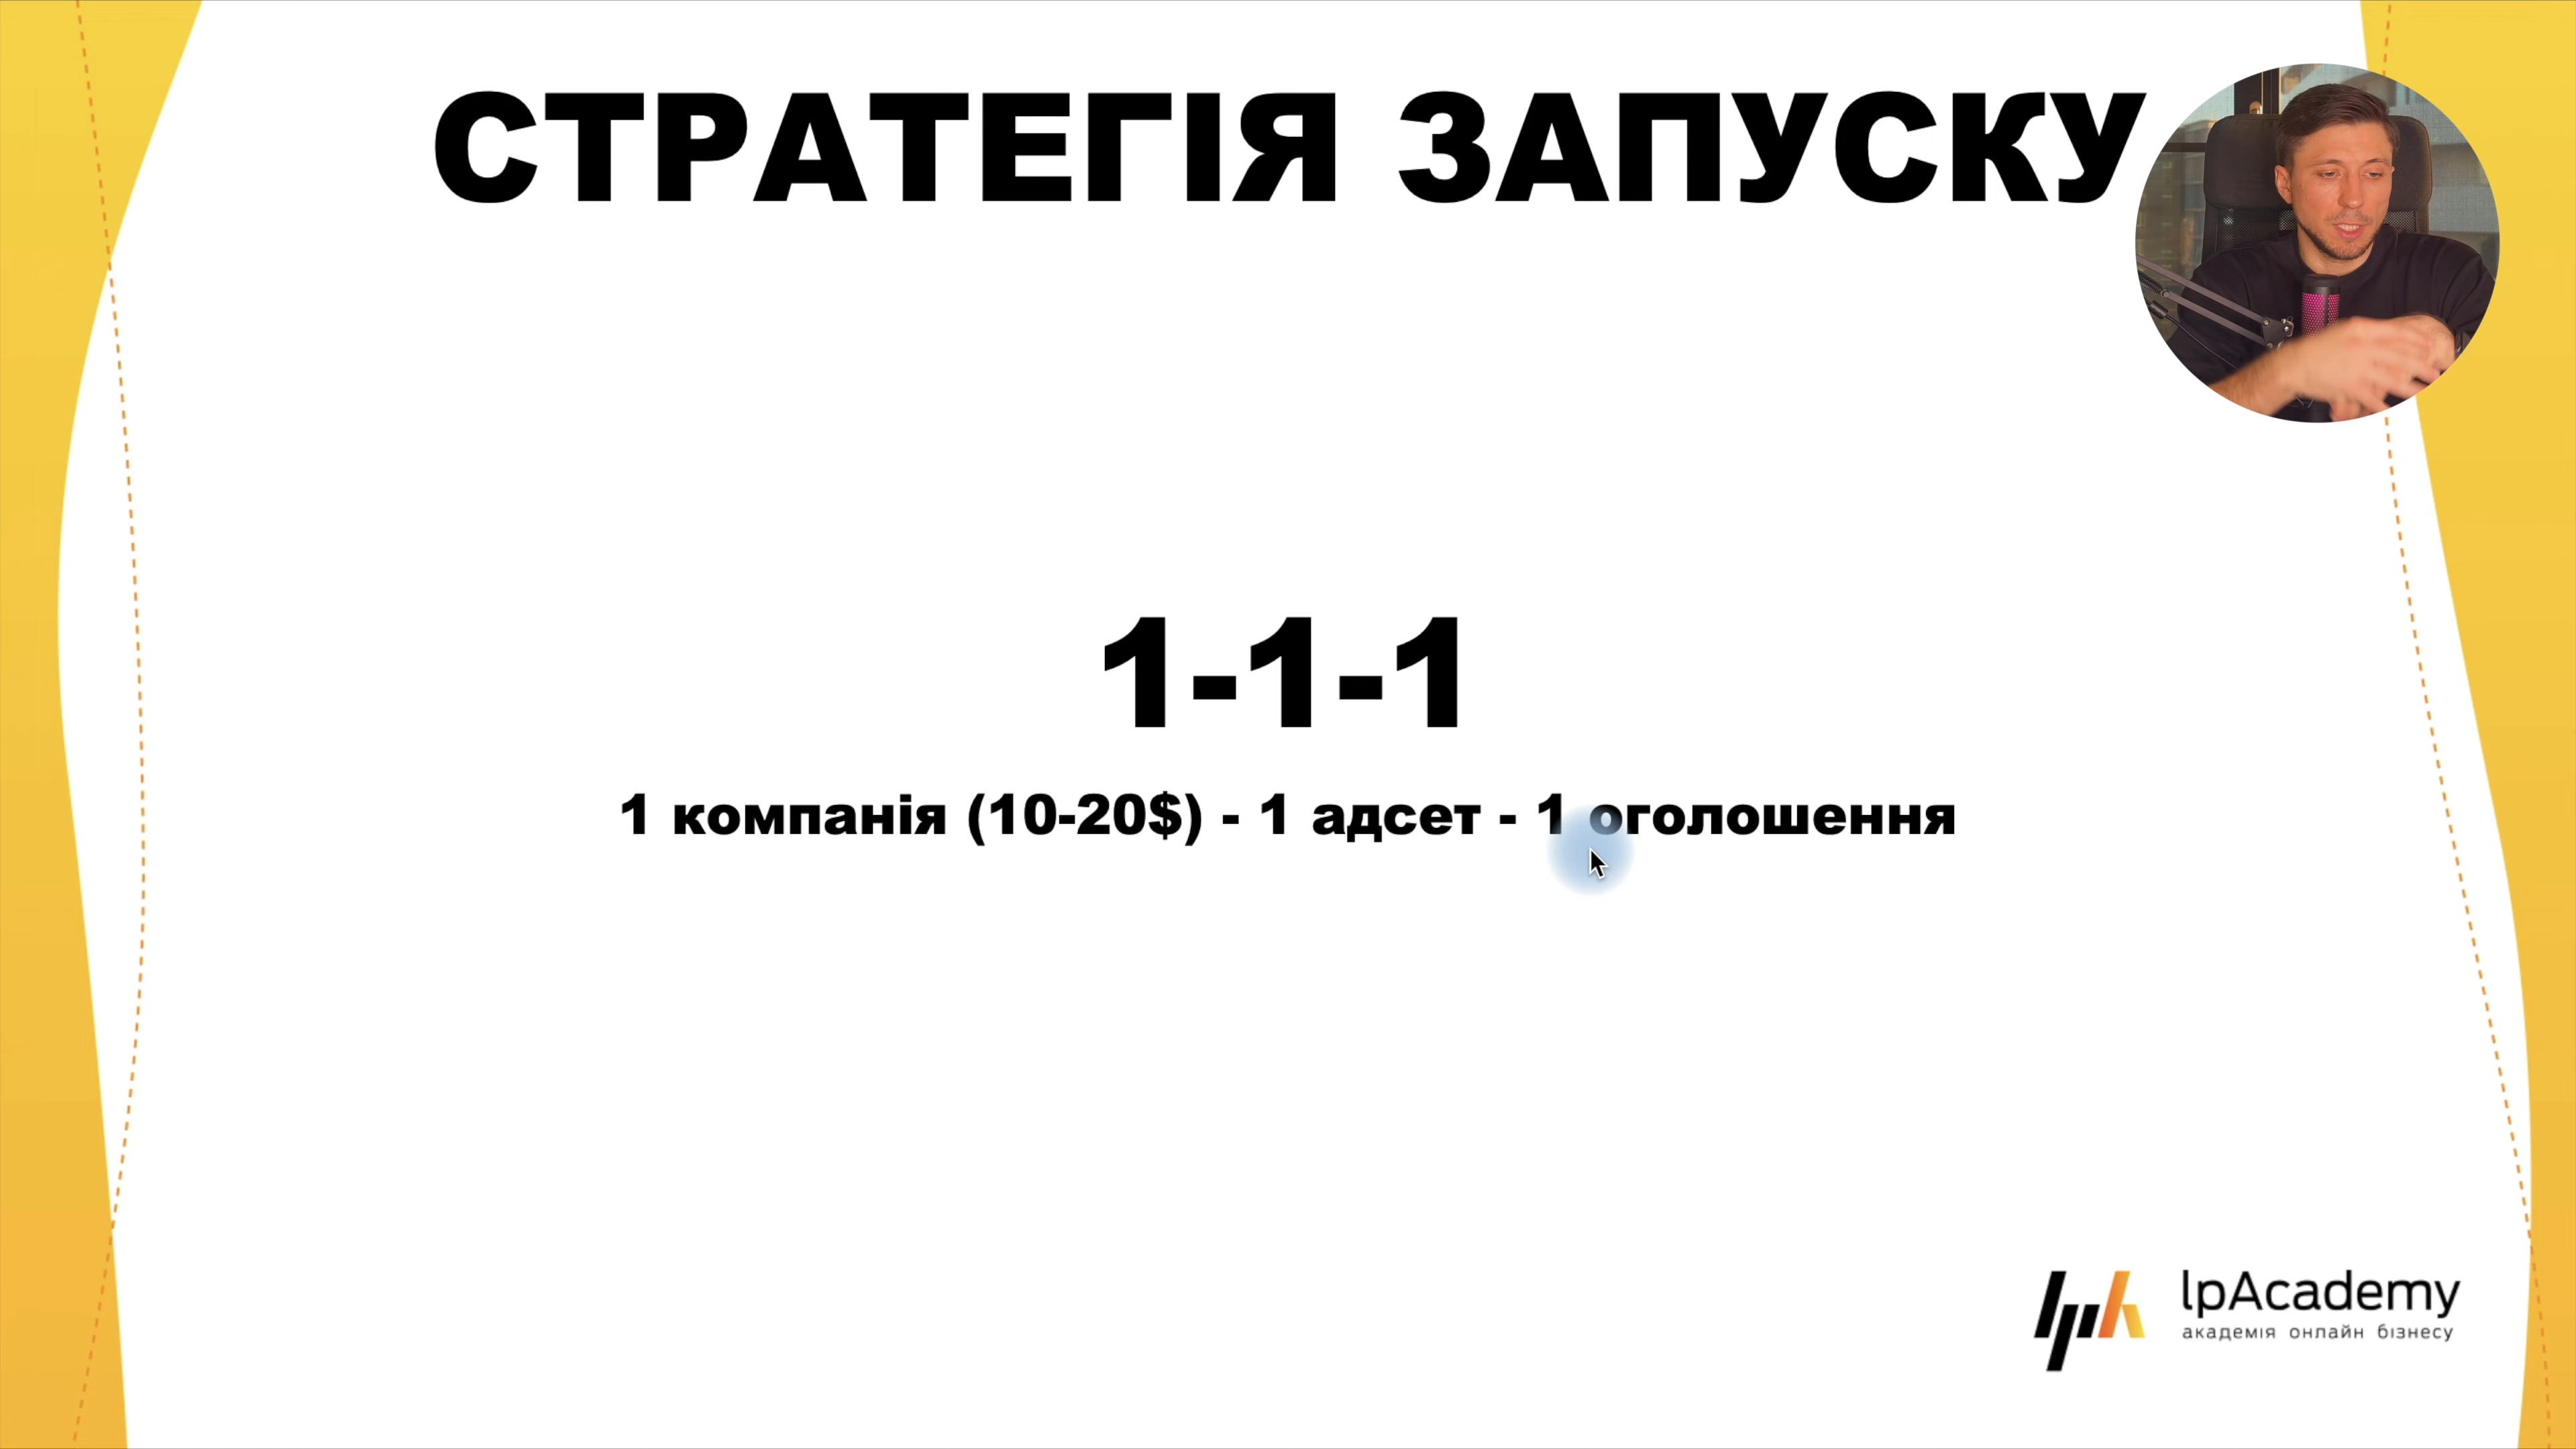 СТРАТЕГІЯ ЗАПУСКУ
1-1-1
1 компанія (10-20$) - 1 адсет - 1 оголошення
lpAcademy
академія онлайн бізнесу